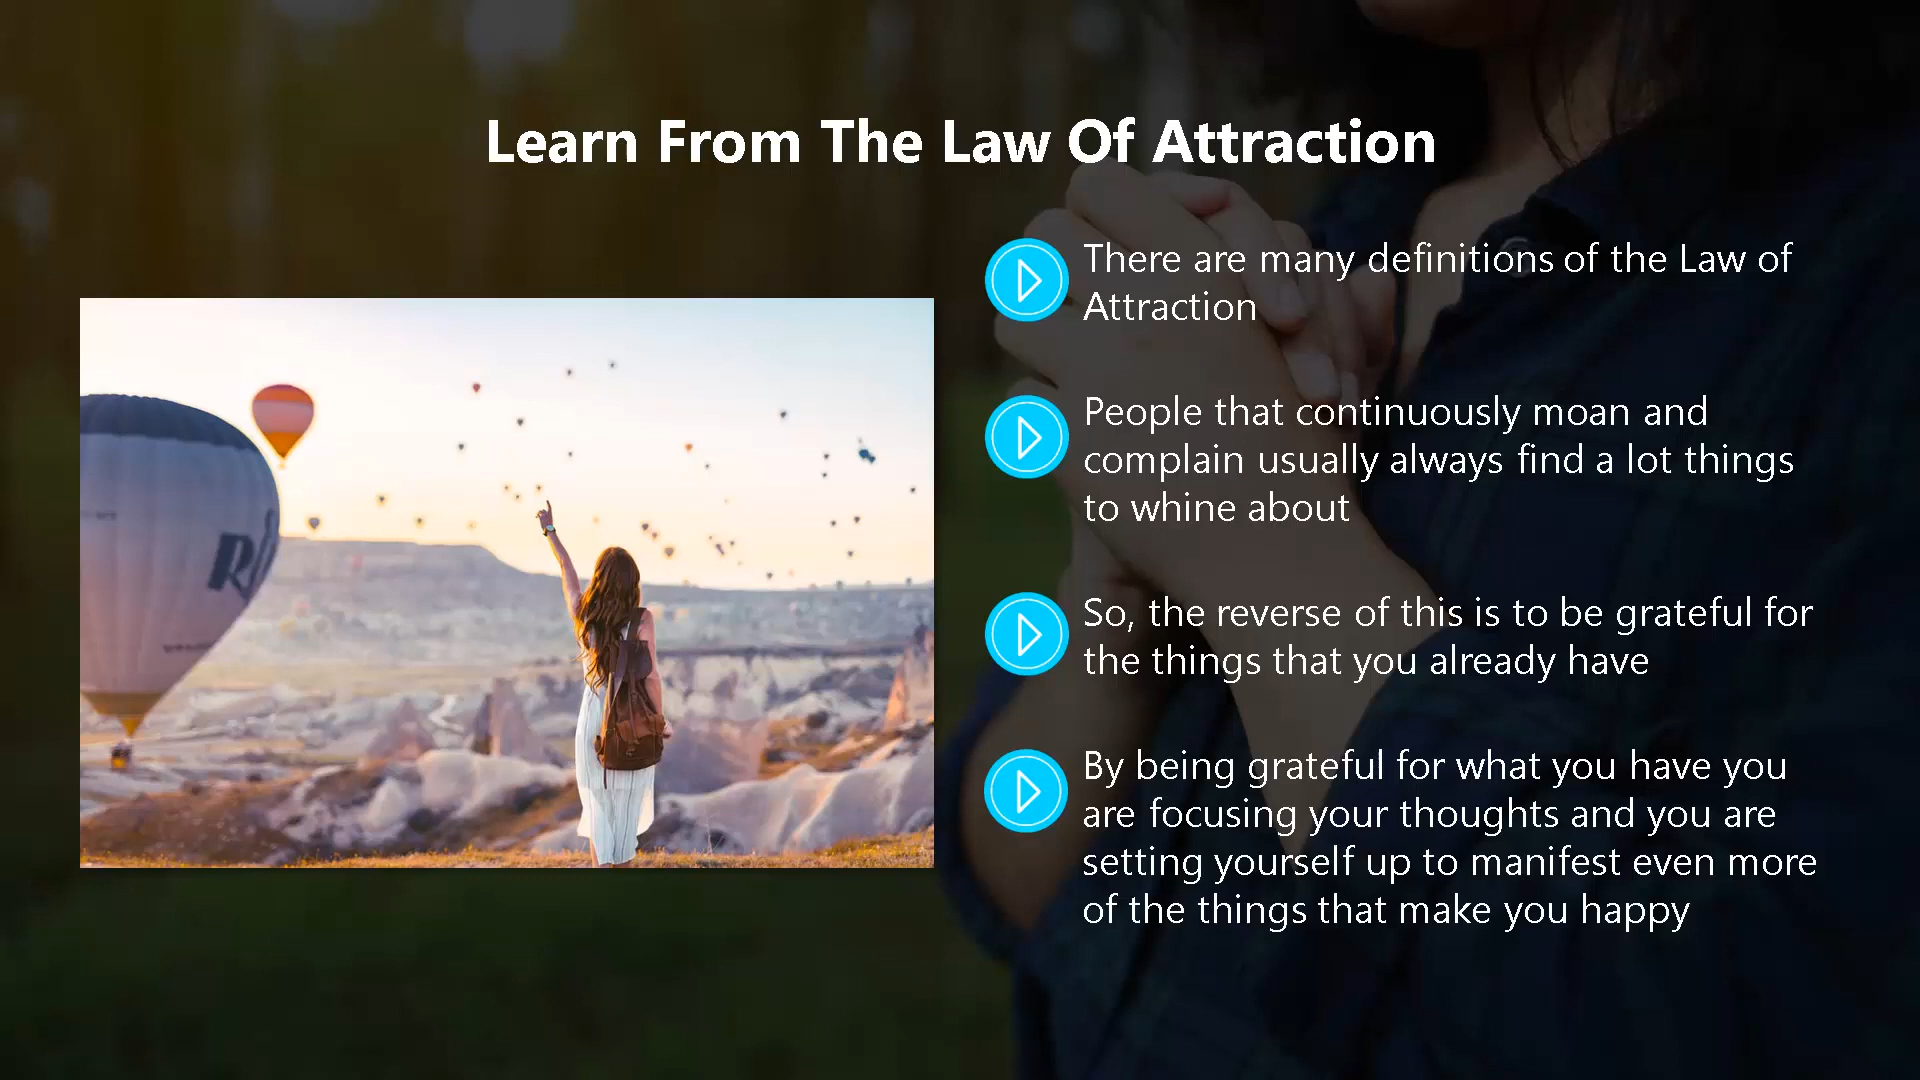 Learn From The Law Of Attraction
There are many definitions of the Law of
Attraction
People that continuously moan and
complain usually always find a lot things
to whine about
So, the reverse of this is to be grateful for
the things that you already have
By being grateful for what you have you
are focusing your thoughts and you are
setting yourself up to manifest even more
of the things that make you happy